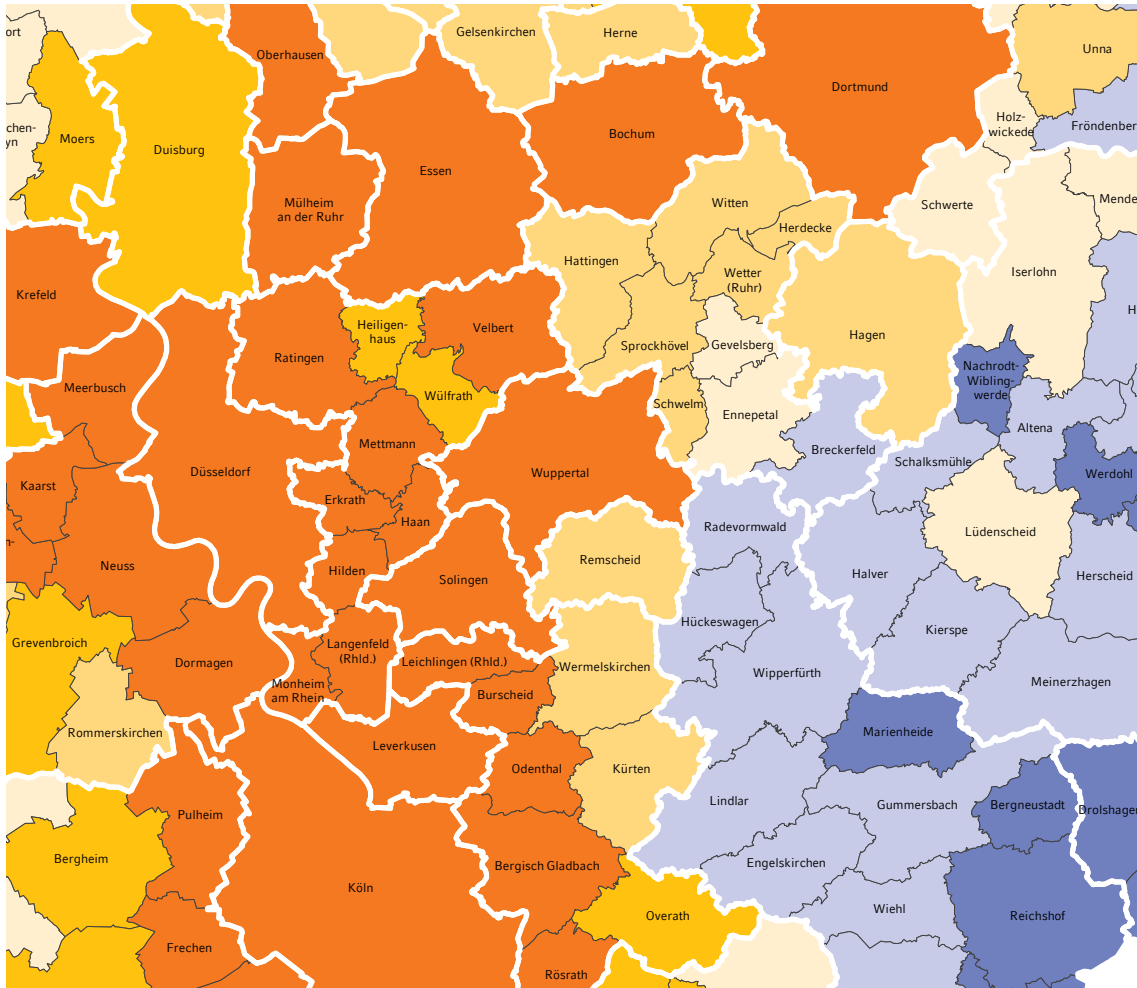 ort
Gelsenkirchen
Herne
Oberhausen
Unna
Dortmund
Holz-
wickede
Fröndenber
chen-
yn
Moers
Duisburg
Bochum
Essen
Mülheim
an der Ruhr
Witten
Herdecke
Schwerte
Mende
Hattingen
Wetter
(Ruhr)
Iserlohn
Krefeld
H
Heiligen-
haus
Velbert
Ratingen
Sprockhövel
Gevelsberg
Hagen
Meerbusch
Wülfrath
Schwelm
Ennepetal
Nachrodt-
Wibling-
werde
Altena
Mettmann
Breckerfeld
Schalksmühle
Werdohl
Düsseldorf
Wuppertal
Kaarst
Erkrath
Haan
Radevormwald
Lüdenscheid
n-
Neuss
Hilden
Solingen
Remscheid
Halver
Herscheid
Grevenbroich
Dormagen
Langenfeld
(Rhld.)
Leichlingen (Rhld.)
Hückeswagen
Kierspe
Monheim
am Rhein
Burscheid
Wermelskirchen
Wipperfürth
Meinerzhagen
Rommerskirchen
Leverkusen
Odenthal
Kürten
Marienheide
Pulheim
Lindlar
Gummersbach
Bergneustadt
Drolshagen
Bergheim
Bergisch Gladbach
Engelskirchen
Köln
Overath
Wiehl
Reichshof
Frechen
Rösrath